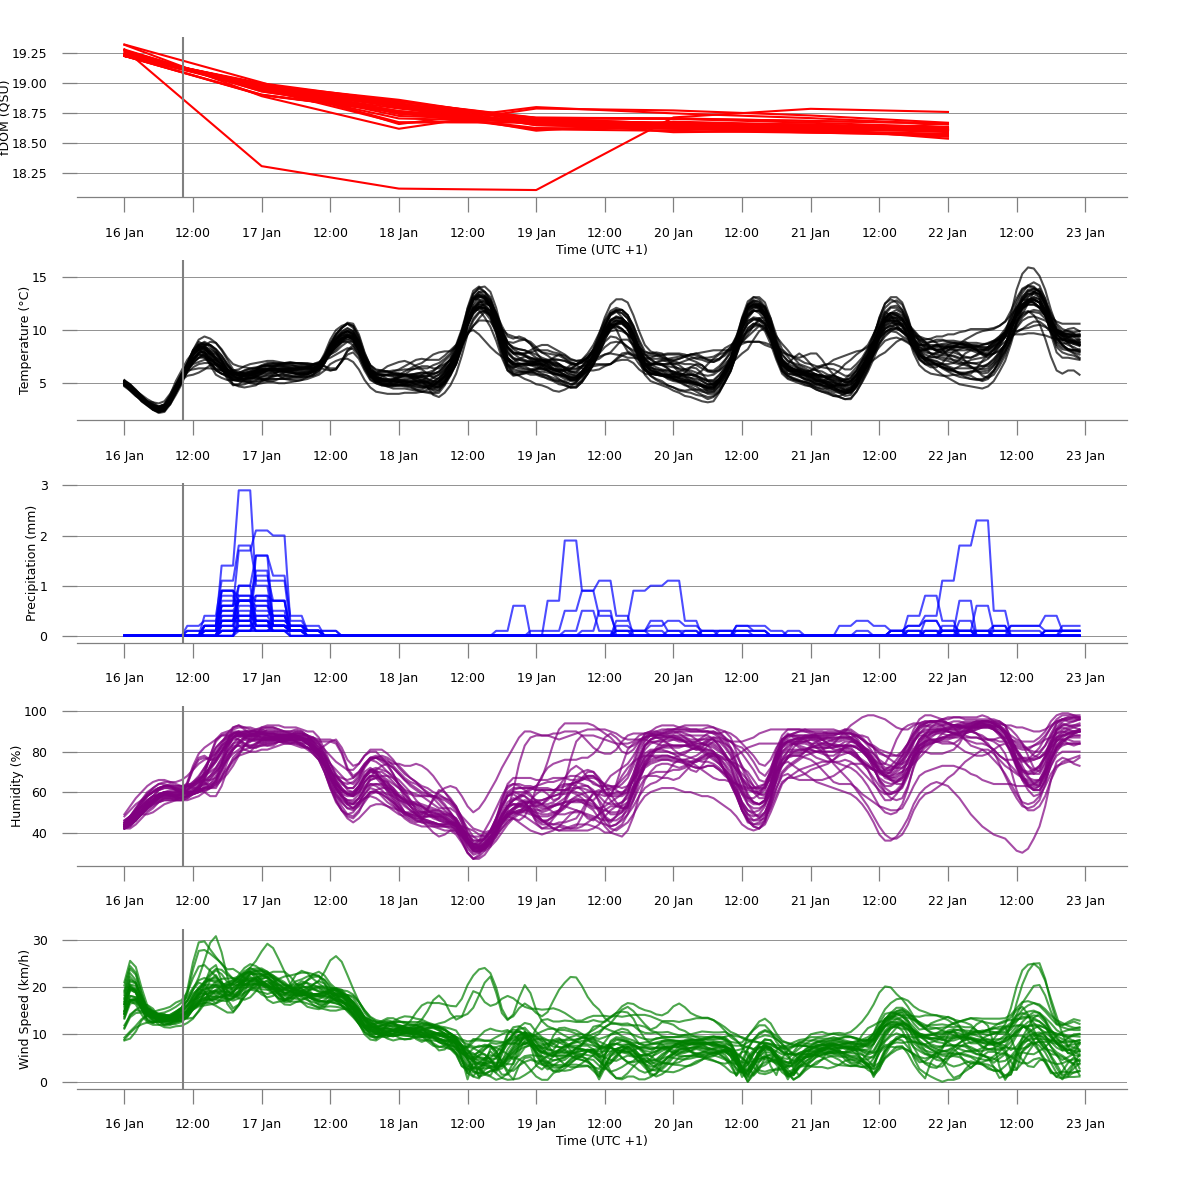 19.25
19.00
18.75
18.50
18.25
fDOM (QSU)
16 Jan 12:00 17 Jan 12:00 18 Jan 12:00 19 Jan 12:00 20 Jan 12:00 21 Jan 12:00 22 Jan 12:00 23 Jan
Time (UTC +1)
15
10
5
Temperature (°C)
16 Jan 12:00 17 Jan 12:00 18 Jan 12:00 19 Jan 12:00 20 Jan 12:00 21 Jan 12:00 22 Jan 12:00 23 Jan
3
2
1
0
Precipitation (mm)
16 Jan 12:00 17 Jan 12:00 18 Jan 12:00 19 Jan 12:00 20 Jan 12:00 21 Jan 12:00 22 Jan 12:00 23 Jan
100
80
60
40
Humidity (%)
16 Jan 12:00 17 Jan 12:00 18 Jan 12:00 19 Jan 12:00 20 Jan 12:00 21 Jan 12:00 22 Jan 12:00 23 Jan
30
20
10
0
Wind Speed (km/h)
16 Jan 12:00 17 Jan 12:00 18 Jan 12:00 19 Jan 12:00 20 Jan 12:00 21 Jan 12:00 22 Jan 12:00 23 Jan
Time (UTC +1)